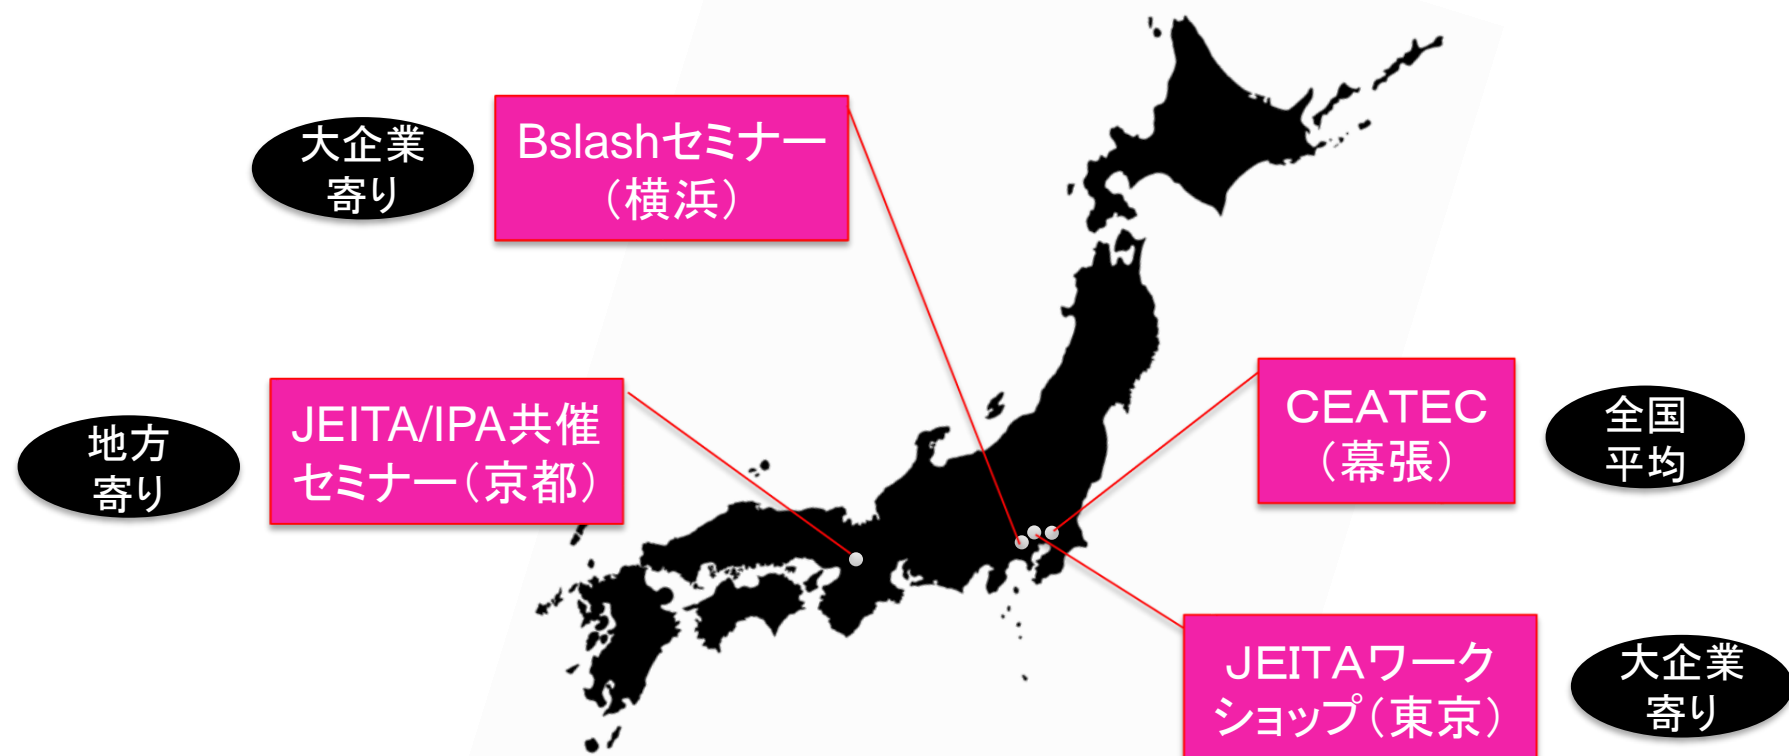 大企業
寄り
Bslashセミナー
（横浜）
地方
寄り
JEITA/IPA共催
セミナー（京都）
CEATEC
（幕張）
全国
平均
JEITAワーク
ショップ（東京）
大企業
寄り